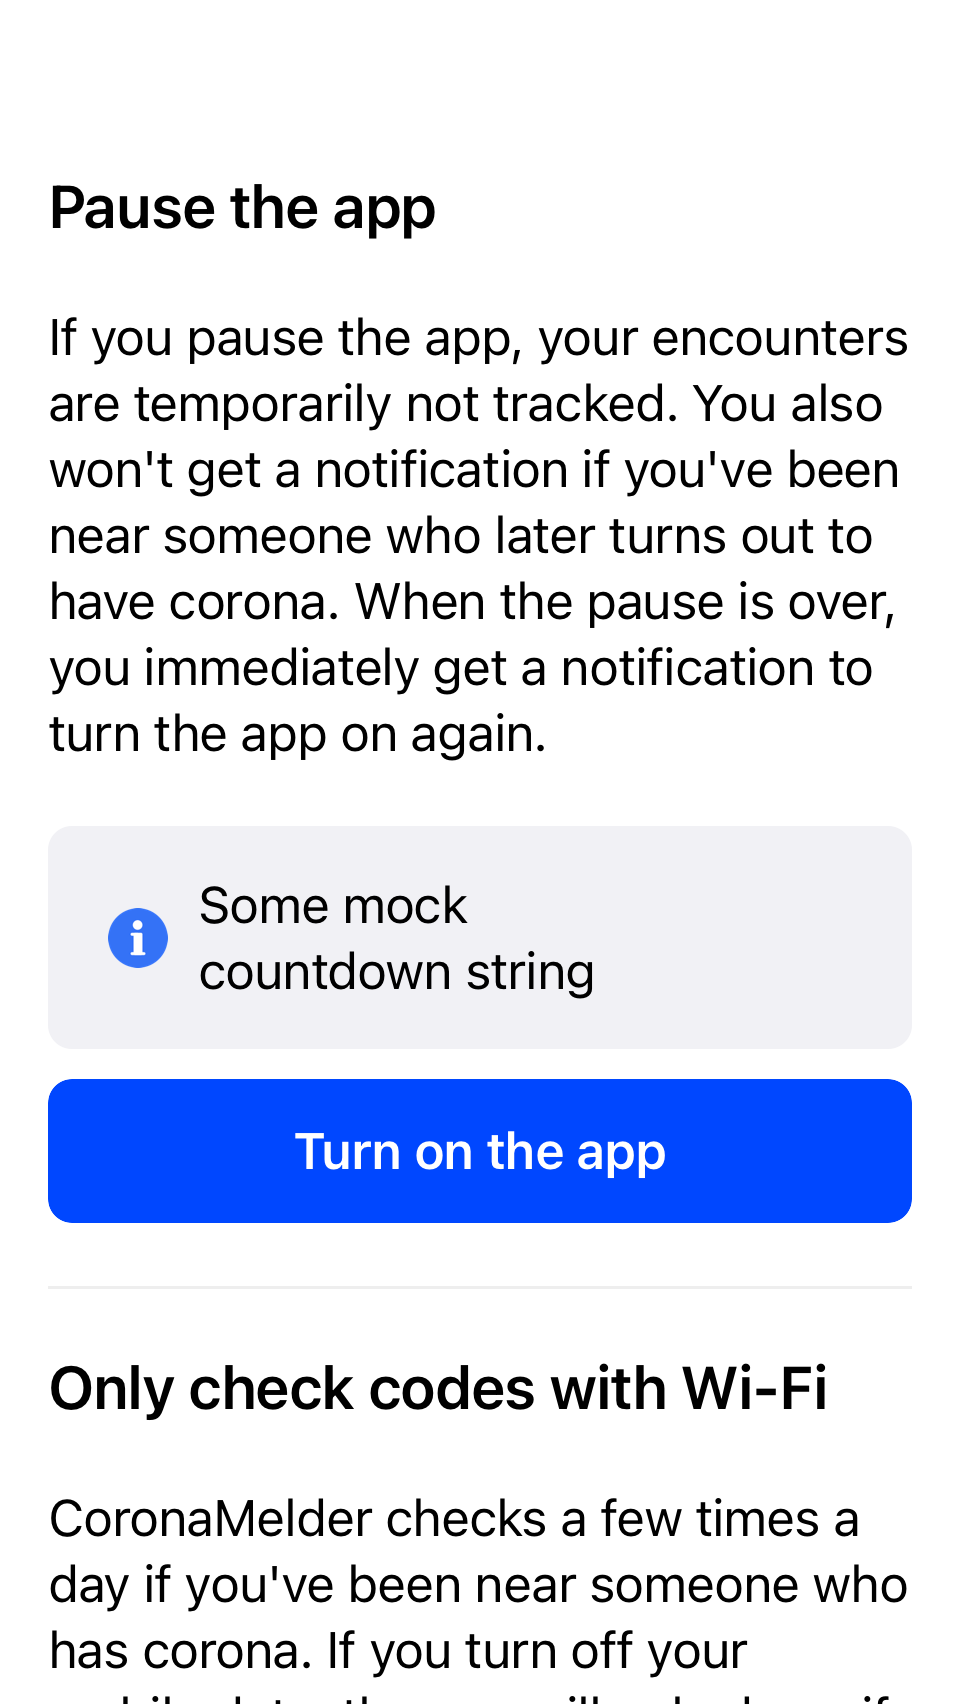 Pause the app
If you pause the app, your encounters
are temporarily not tracked. You also
won't get a notification if you've been
near someone who later turns out to
have corona. When the pause is over,
you immediately get a notification to
turn the app on again.
Some mock
countdown string
Turn on the app
Only check codes with Wi-Fi
CoronaMelder checks a few times a
day if you've been near someone who
has corona. If you turn off your